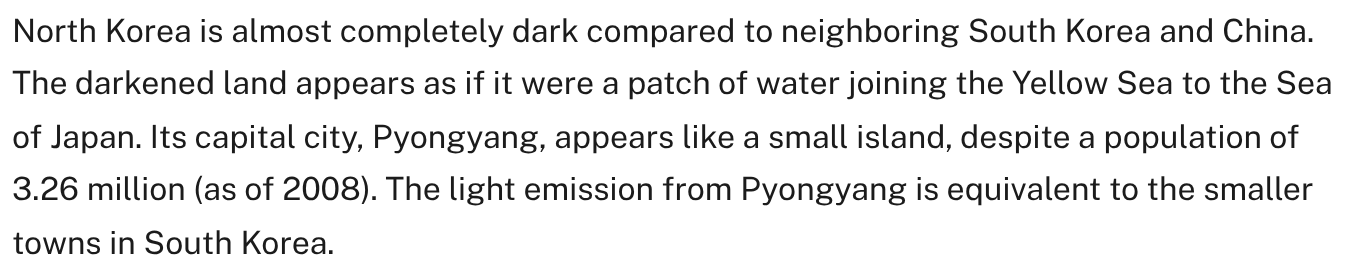 North Korea is almost completely dark compared to neighboring South Korea and China.
The darkened land appears as if it were a patch of water joining the Yellow Sea to the Sea
of Japan. Its capital city, Pyongyang, appears like a small island, despite a population of
3.26 million (as of 2008). The light emission from Pyongyang is equivalent to the smaller
towns in South Korea.